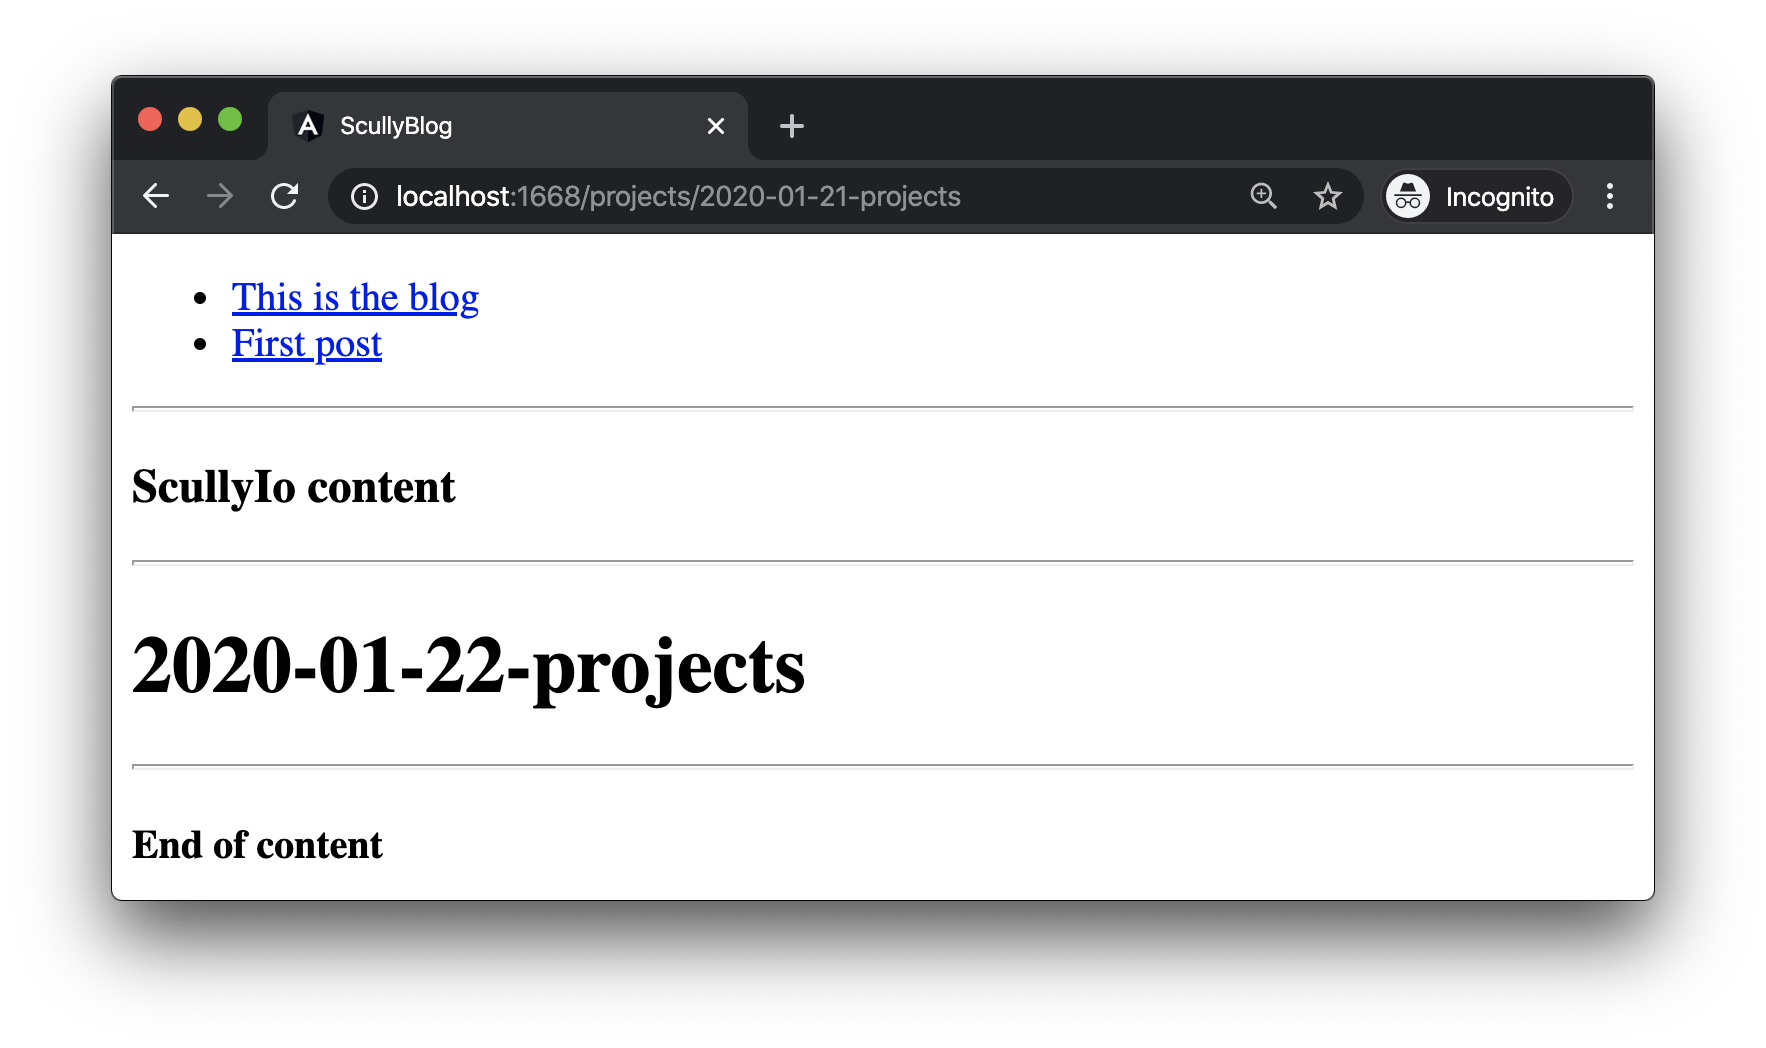 ScullyBlog
localhost:1668/projects/2020-01-21-projects
Incognito
This is the blog
First post
ScullyIo content
2020-01-22-projects
End of content